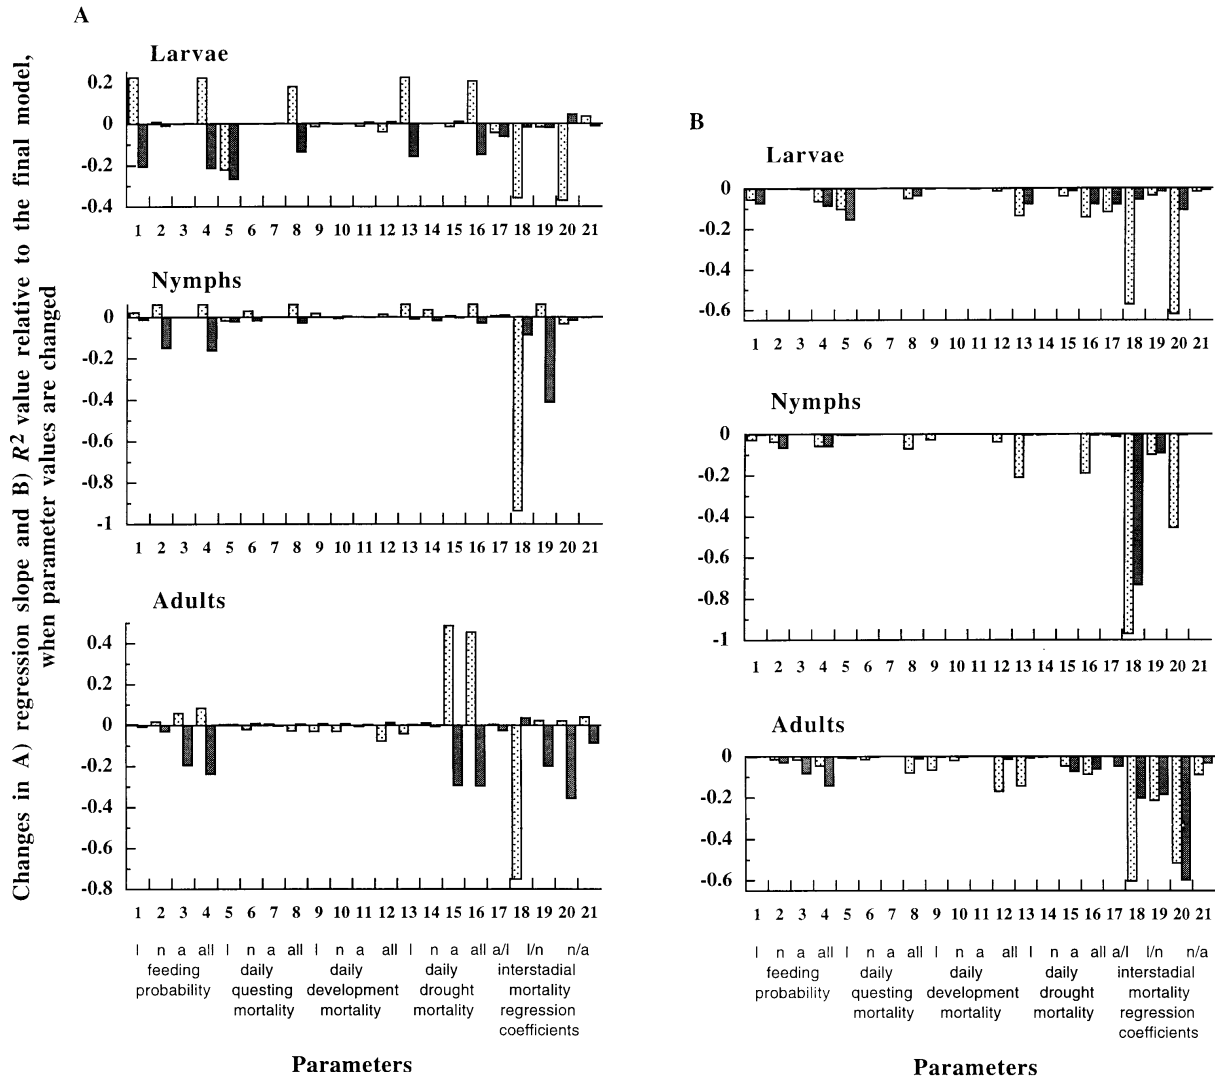 A
Changes in A) regression slope and B) R² value relative to the final model,
when parameter values are changed
Larvae
0.2
0
-0.2
-0.4
1 2 3 4 5 6 7 8 9 10 11 12 13 14 15 16 17 18 19 20 21
Nymphs
0
-0.2
-0.4
-0.6
-0.8
-1
1 2 3 4 5 6 7 8 9 10 11 12 13 14 15 16 17 18 19 20 21
Adults
0.4
0.2
0
-0.2
-0.4
-0.6
-0.8
1 2 3 4 5 6 7 8 9 10 11 12 13 14 15 16 17 18 19 20 21
l n a all l n a all l n a all l n a all a/l l/n n/a
feeding daily daily daily interstadial
probability questing development drought mortality
mortality mortality mortality regression
coefficients
Parameters
B
Larvae
0
-0.2
-0.4
-0.6
1 2 3 4 5 6 7 8 9 10 11 12 13 14 15 16 17 18 19 20 21
Nymphs
0
-0.2
-0.4
-0.6
-0.8
-1
1 2 3 4 5 6 7 8 9 10 11 12 13 14 15 16 17 18 19 20 21
Adults
0
-0.2
-0.4
-0.6
1 2 3 4 5 6 7 8 9 10 11 12 13 14 15 16 17 18 19 20 21
l n a all l n a all l n a all l n a all a/l l/n n/a
feeding daily daily daily interstadial
probability questing development drought mortality
mortality mortality mortality regression
coefficients
Parameters